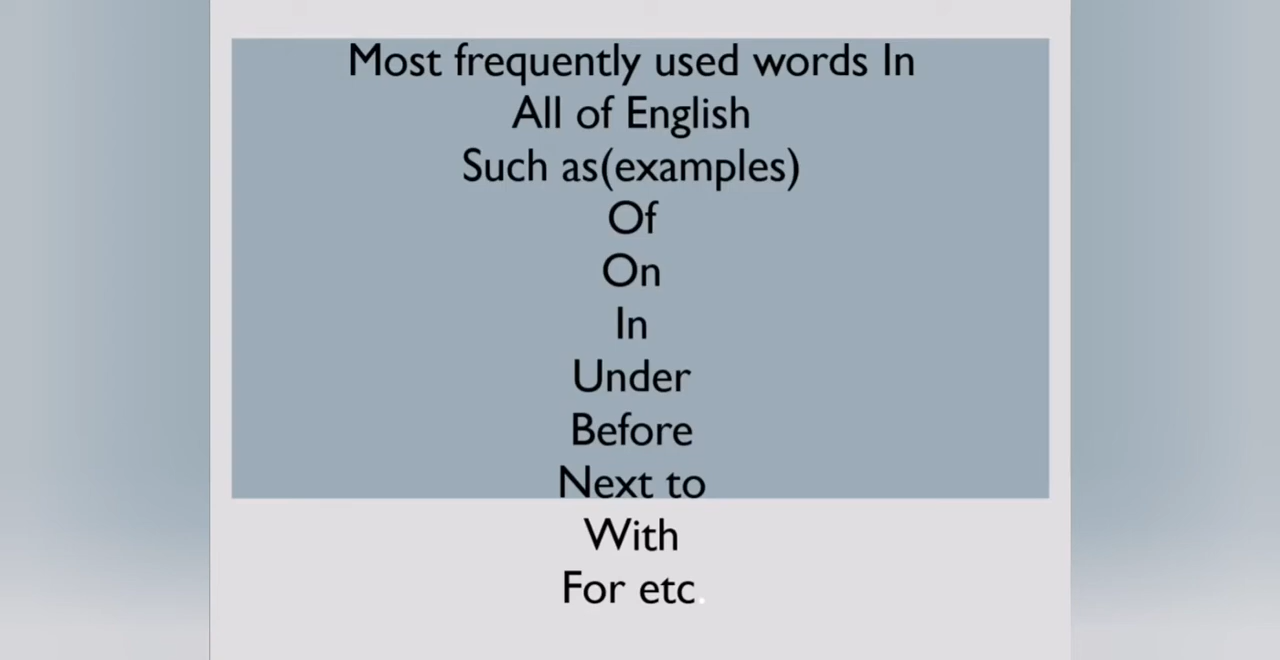 Most frequently used words In
All of English
Such as(examples)
Of
On
In
Under
Before
Next to
With
For etc.